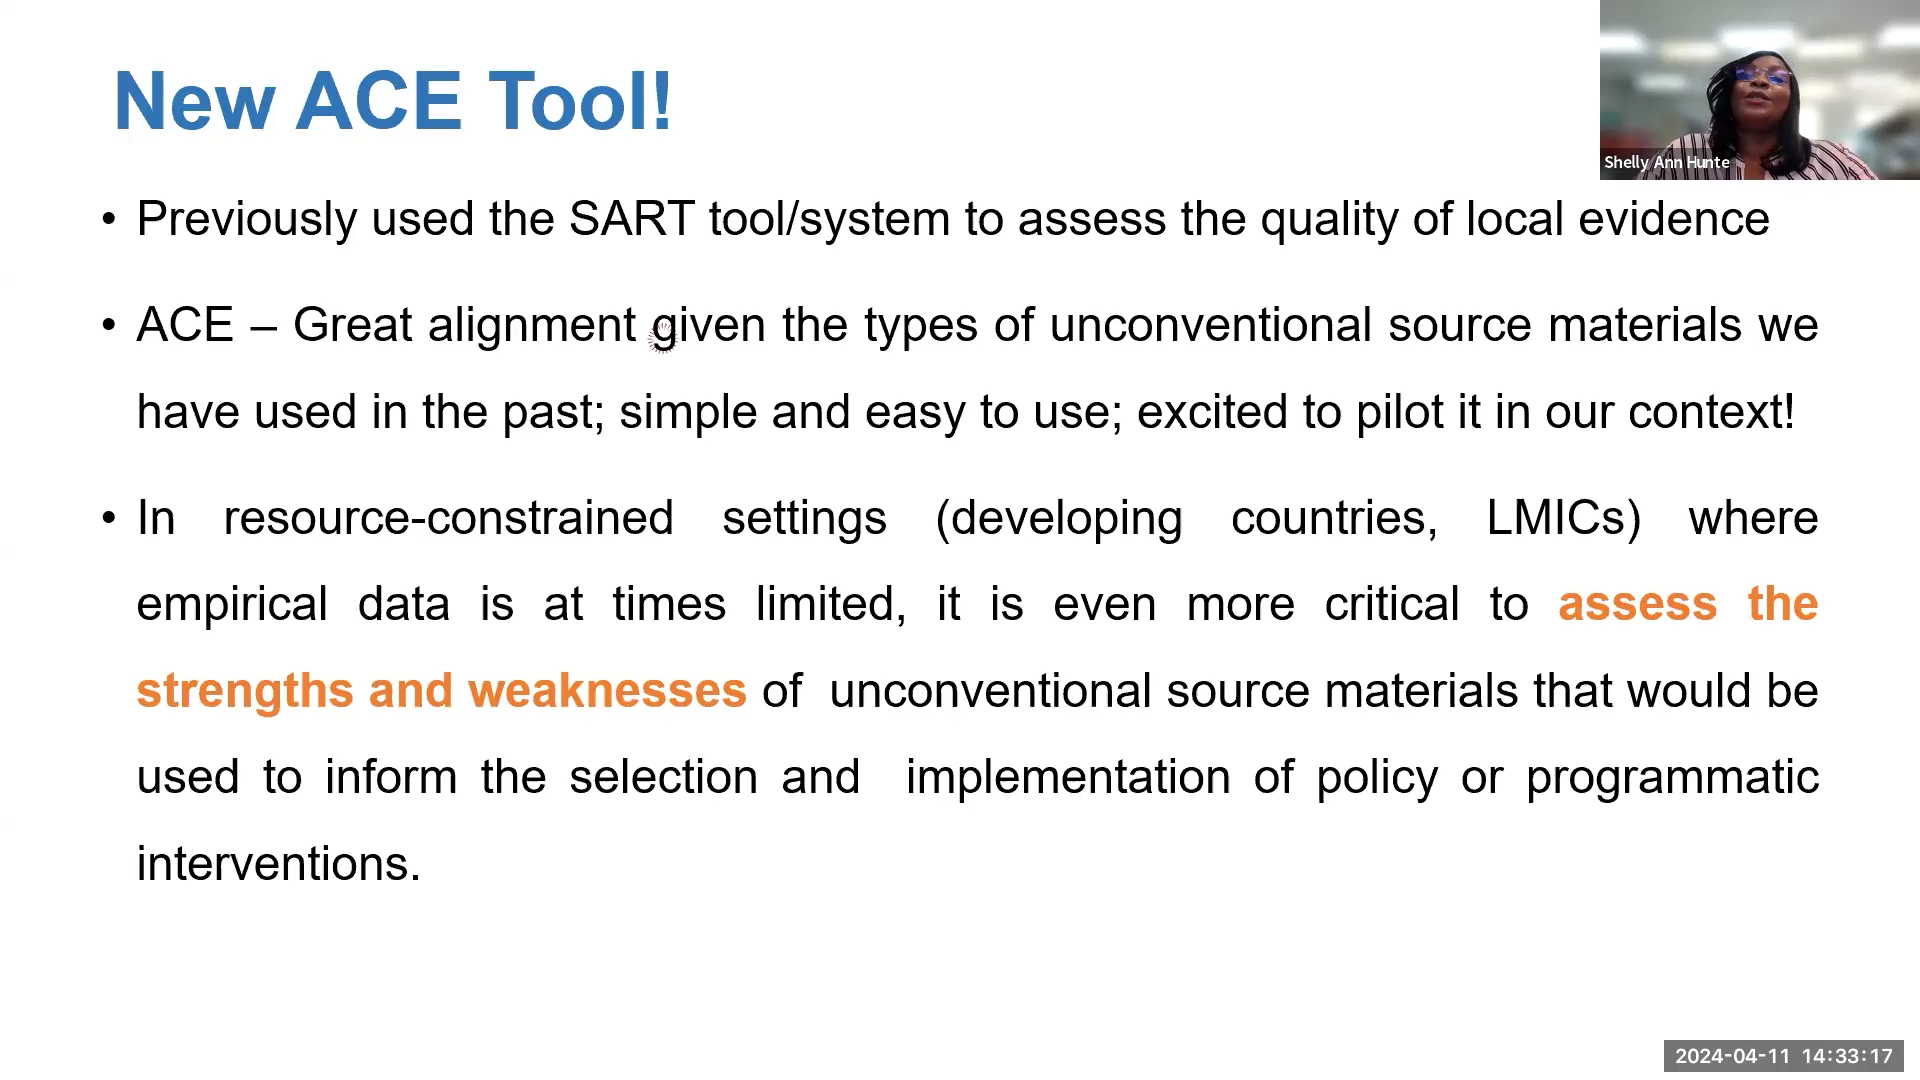 New ACE Tool!
Shelly Ann Hunte
• Previously used the SART tool/system to assess the quality of local evidence
• ACE – Great alignment given the types of unconventional source materials we
have used in the past; simple and easy to use; excited to pilot it in our context!
• In resource-constrained settings (developing countries, LMICs) where
empirical data is at times limited, it is even more critical to assess the
strengths and weaknesses of unconventional source materials that would be
used to inform the selection and implementation of policy or programmatic
interventions.
2024-04-11 14:33:17